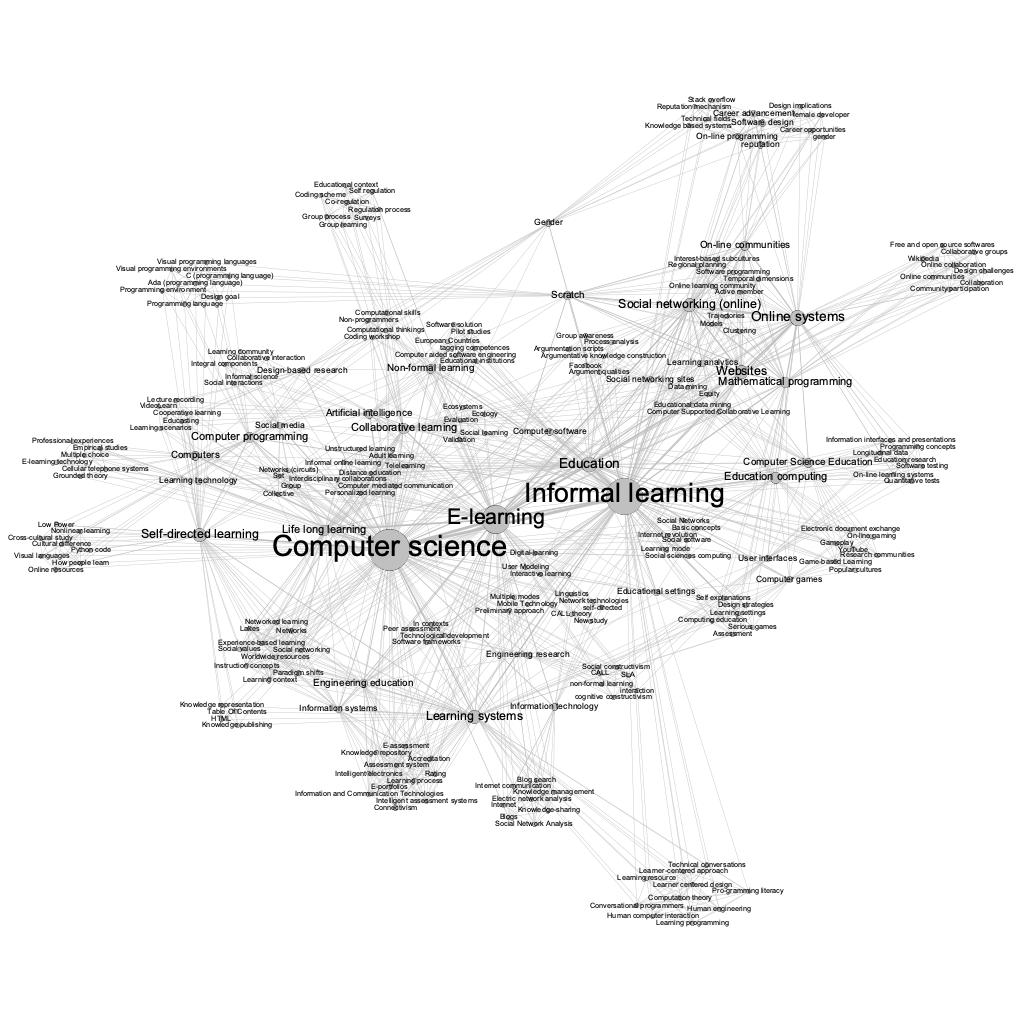 Stack overflow
Reputation mechanism
Design implications
Career advancement
female developer
Technical fields
Software design
Knowledge based systems
Career opportunities
On-line programming
gender
reputation
Educational context
Self regulation
Coding scheme
Co-regulation
Regulation process
Group process
Surveys
Group learning
Gender
On-line communities
Free and open source softwares
Collaborative groups
Interest-based subcultures
Wikipedia
Regional planning
Online collaboration
Software programming
Design challenges
Temporal dimensions
Online communities
Online learning community
Collaboration
Active member
Community participation
Visual programming languages
Visual programming environments
C (programming language)
Ada (programming language)
Programming environment
Design goal
Programming language
Scratch
Social networking (online)
Online systems
Trajectories
Models
Clustering
Computational skills
Non-programmers
Software solution
Computational thinkings
Pilot studies
Coding workshop
European Countries
tagging competences
Computer aided software engineering
Educational institutions
Non-formal learning
Group awareness
Process analysis
Argumentation scripts
Argumentative knowledge construction
Facebook
Argument qualities
Learning analytics
Websites
Social networking sites
Mathematical programming
Data mining
Equity
Educational data mining
Computer Supported Collaborative Learning
Learning community
Collaborative interaction
Integral components
Design-based research
Informal science
Social interactions
Lecture recording
VideoLearn
Cooperative learning
Educasting
Learning scenarios
Social media
Artificial intelligence
Collaborative learning
Ecosystems
Ecology
Evaluation
Social learning
Validation
Computer software
Computer programming
Professional experiences
Empirical studies
Multiple choice
E-learning technology
Cellular telephone systems
Grounded theory
Computers
Learning technology
Unstructured learning
Adult learning
Informal online learning
Telelearning
Networks (circuits)
Distance education
Set
Interdisciplinary collaborations
Group
Computer mediated communication
Collective
Personalized learning
Education
Information interfaces and presentations
Programming concepts
Longitudinal data
Computer Science Education
Education research
Software testing
Education computing
On-line learning systems
Quantitative tests
Informal learning
E-learning
Life long learning
Computer science
Self-directed learning
Low Power
Nonlinear learning
Cross-cultural study
Cultural difference
Python code
Visual languages
How people learn
Online resources
Social Networks
Basic concepts
Internet revolution
Social software
Learning mode
Social sciences computing
Electronic document exchange
On-line gaming
Gameplay
YouTube
Research communities
User interfaces
Game-based Learning
Popular cultures
Computer games
Digital learning
User Modeling
Interactive learning
Educational settings
Multiple modes
Linguistics
Mobile Technology
Network technologies
Preliminary approach
self-directed
CALL theory
New study
Self explanations
Design strategies
Learning settings
Computing education
Serious games
Assessment
Networked learning
Lakes
Networks
Experience-based learning
Social values
Social networking
Worldwide resources
Instruction concepts
Paradigm shifts
Learning context
In contexts
Peer assessment
Technological development
Software frameworks
Engineering research
Engineering education
Social constructivism
CALL
SLA
non-formal learning
interaction
cognitive constructivism
Knowledge representation
Table Of Contents
HTML
Knowledge publishing
Information systems
Learning systems
Information technology
E-assessment
Knowledge repository
Accreditation
Assessment system
Intelligent electronics
Rating
Learning process
E-portfolios
Information and Communication Technologies
Intelligent assessment systems
Connectivism
Blog search
Internet communication
Knowledge management
Electric network analysis
Internet
Knowledge-sharing
Blogs
Social Network Analysis
Technical conversations
Learner-centered approach
Learning resource
Learner centered design
Pro-gramming literacy
Computation theory
Conversational programmers
Human engineering
Human computer interaction
Learning programming